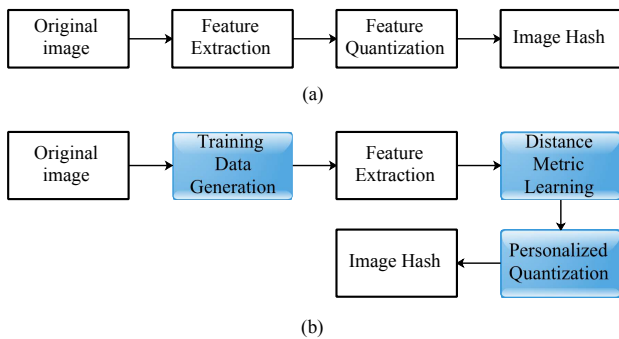 Original
image
Feature
Extraction
Feature
Quantization
Image Hash
(a)
Original
image
Training
Data
Generation
Feature
Extraction
Distance
Metric
Learning
Image Hash
Personalized
Quantization
(b)